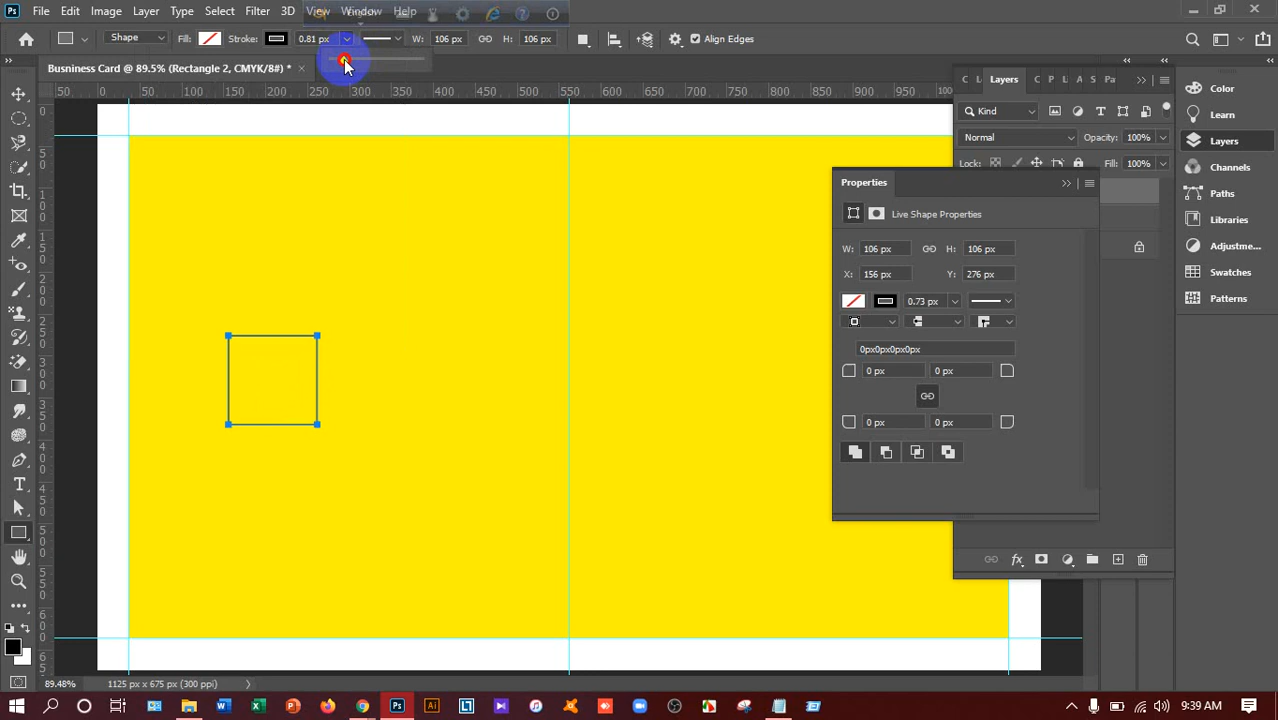 File Edit Image Layer Type Select Filter 3D View Window Help
Shape Fill: Stroke: 0.81 px W: 106 px H: 106 px Align Edges
Busniness Card @ 89.5% (Rectangle 2, CMYK/8#) *
50 0 50 100 150 200 250 300 350 400 450 500 550 600 650 700 750 800 850 900 950
C L Layers C P L A S Pa
Kind
Normal Opacity: 100%
Lock: Fill: 100%
Properties
Live Shape Properties
W: 106 px H: 106 px
X: 156 px Y: 276 px
0.73 px
0px0px0px0px
0 px 0 px
0 px 0 px
Color
Learn
Layers
Channels
Paths
Libraries
Adjustme...
Swatches
Patterns
89.48% 1125 px x 675 px (300 ppi)
9:39 AM